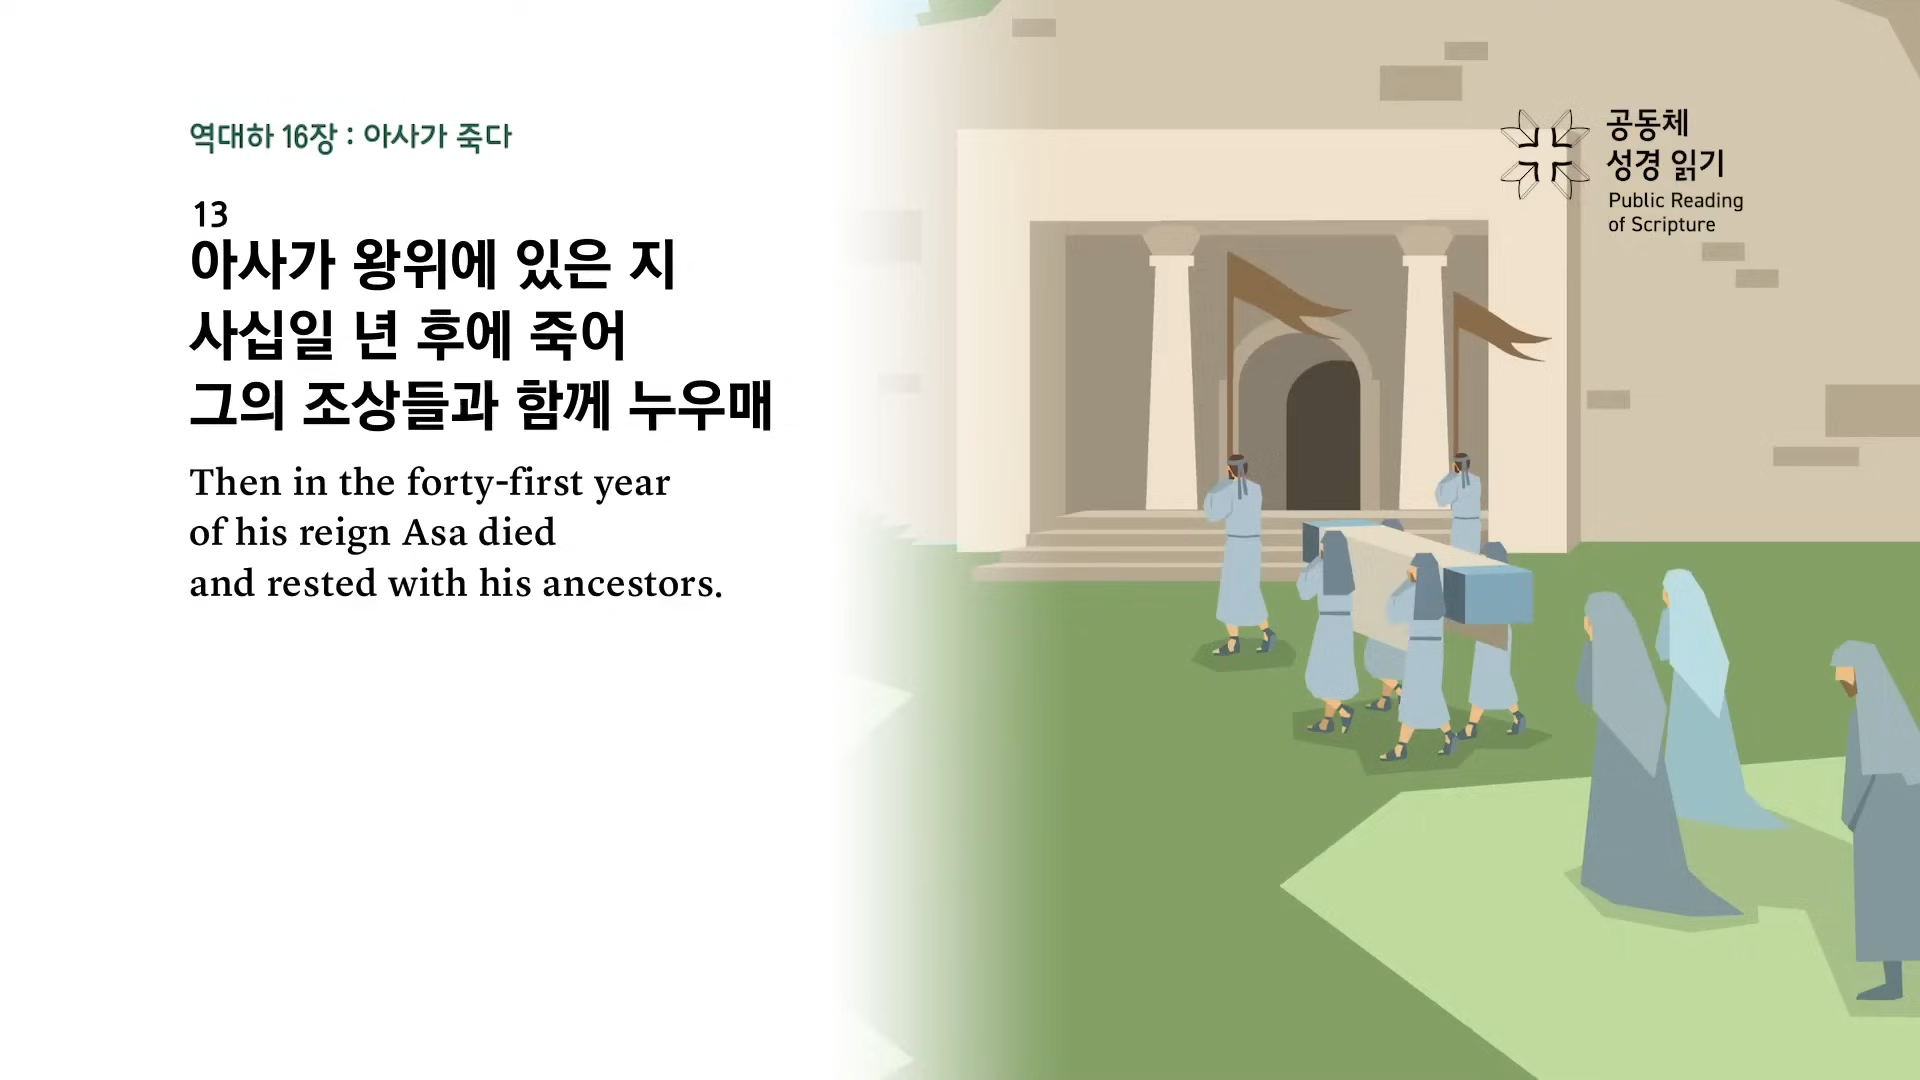 역대하 16장 : 아사가 죽다
13
아사가 왕위에 있은 지
사십일 년 후에 죽어
그의 조상들과 함께 누우매
Then in the forty-first year
of his reign Asa died
and rested with his ancestors.
공동체
성경 읽기
Public Reading
of Scripture